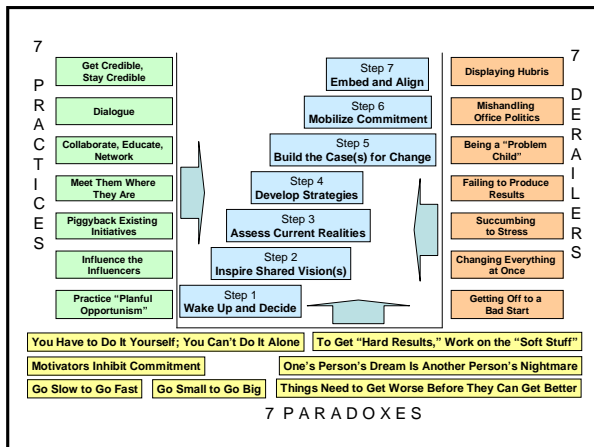 7 PRACTICES
Get Credible,
Stay Credible
Dialogue
Collaborate, Educate,
Network
Meet Them Where
They Are
Piggyback Existing
Initiatives
Influence the
Influencers
Practice “Planful
Opportunism”
Step 7
Embed and Align
Step 6
Mobilize Commitment
Step 5
Build the Case(s) for Change
Step 4
Develop Strategies
Step 3
Assess Current Realities
Step 2
Inspire Shared Vision(s)
Step 1
Wake Up and Decide
7 DERAILERS
Displaying Hubris
Mishandling
Office Politics
Being a “Problem
Child”
Failing to Produce
Results
Succumbing
to Stress
Changing Everything
at Once
Getting Off to a
Bad Start
You Have to Do It Yourself; You Can’t Do It Alone
To Get “Hard Results,” Work on the “Soft Stuff”
Motivators Inhibit Commitment
One’s Person’s Dream Is Another Person’s Nightmare
Go Slow to Go Fast
Go Small to Go Big
Things Need to Get Worse Before They Can Get Better
7 PARADOXES